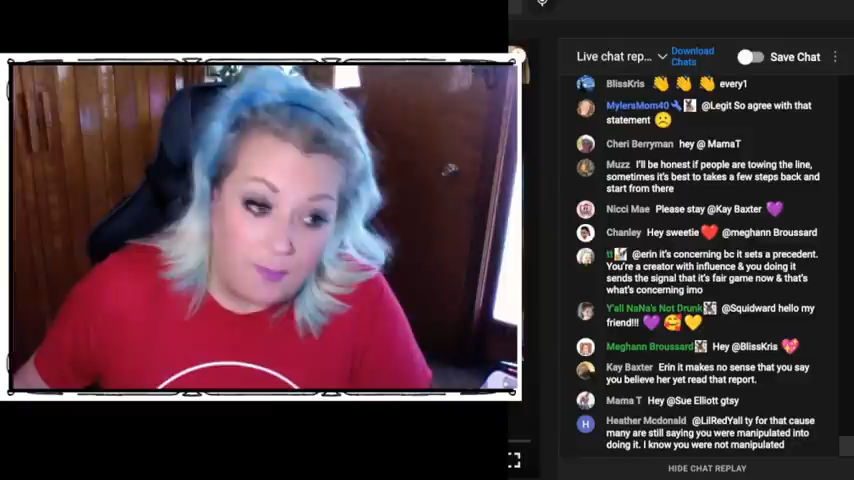 Live chat rep...
Download
Chats
Save Chat
BlissKris 👏 👏 👏 every1
MylersMom40 @Legit So agree with that
statement 🙁
Cheri Berryman hey @ MamaT
Muzz I'll be honest if people are towing the line,
sometimes it's best to takes a few steps back and
start from there
Nicci Mae Please stay @Kay Baxter 💜
Chanley Hey sweetie ❤️ @meghann Broussard
tt @erin it's concerning bc it sets a precedent.
You're a creator with influence & you doing it
sends the signal that it's fair game now & that's
what's concerning imo
Y'all NaNa's Not Drunk @Squidward hello my
friend!!! 💜 🥰 💛
Meghann Broussard Hey @BlissKris 💖
Kay Baxter Erin it makes no sense that you say
you believe her yet read that report.
Mama T Hey @Sue Elliott gtsy
H
Heather Mcdonald @LilRedYall ty for that cause
many are still saying you were manipulated into
doing it. I know you were not manipulated
HIDE CHAT REPLAY